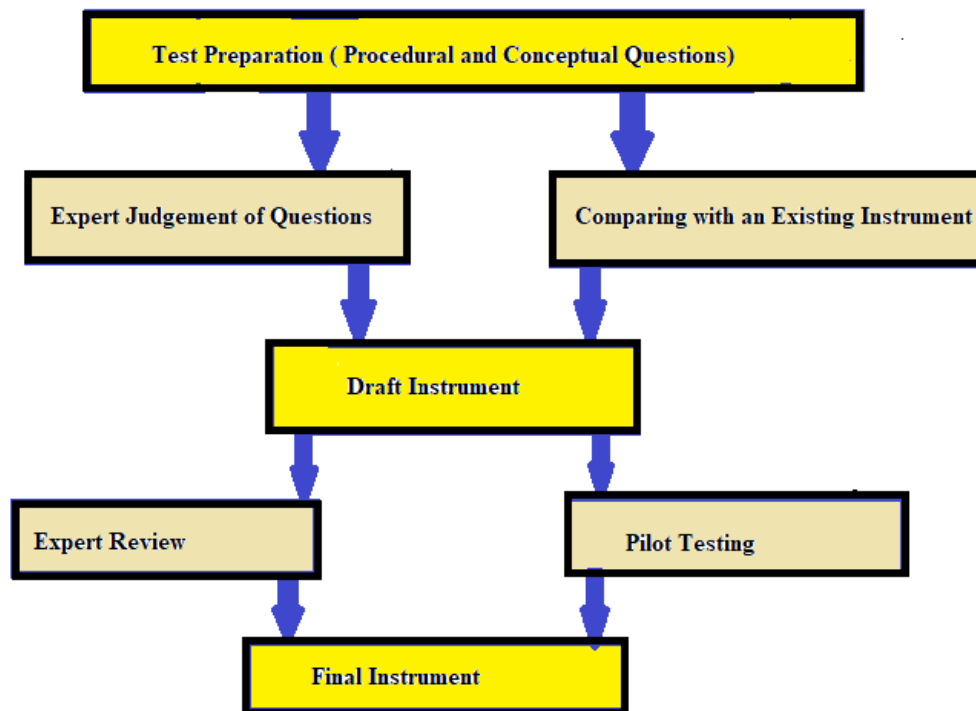 Test Preparation ( Procedural and Conceptual Questions)
Expert Judgement of Questions
Comparing with an Existing Instrument
Draft Instrument
Expert Review
Pilot Testing
Final Instrument